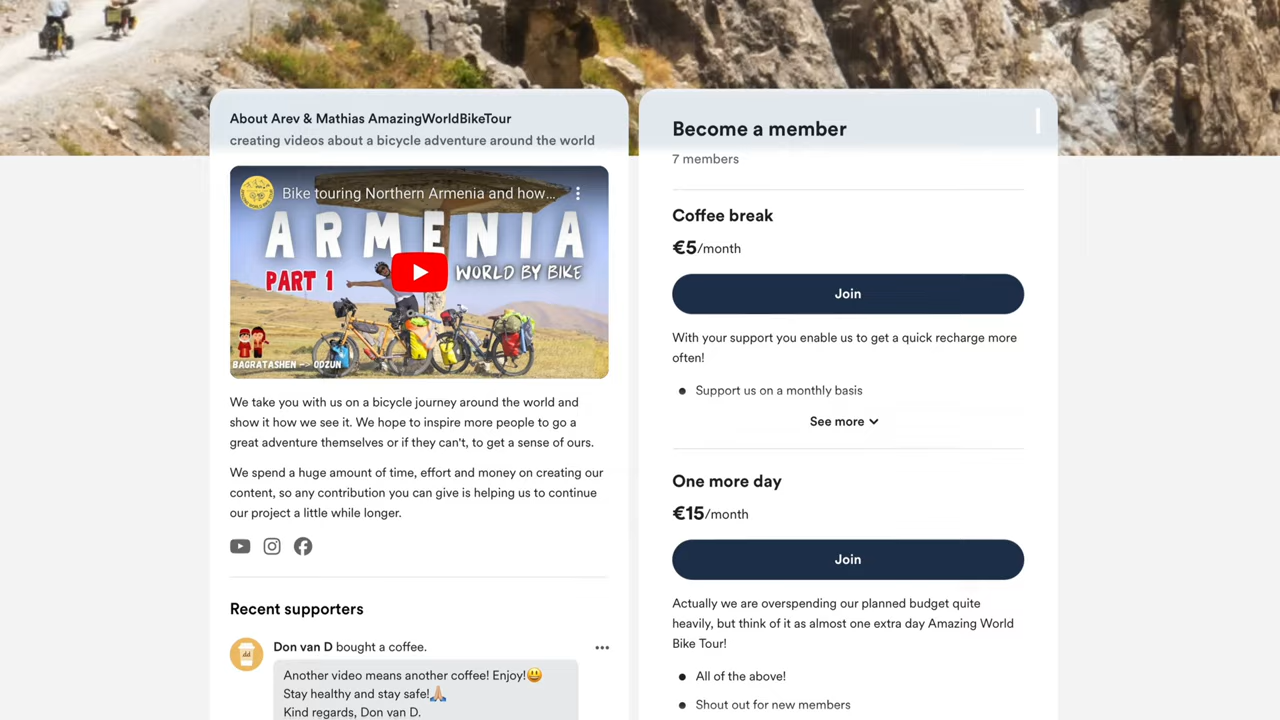 About Arev & Mathias AmazingWorldBikeTour
creating videos about a bicycle adventure around the world
Bike touring Northern Armenia and how...
ARMENIA
PART 1
WORLD BY BIKE
BAGRATASHEN -> ODZUN
We take you with us on a bicycle journey around the world and
show it how we see it. We hope to inspire more people to go a
great adventure themselves or if they can't, to get a sense of ours.
We spend a huge amount of time, effort and money on creating our
content, so any contribution you can give is helping us to continue
our project a little while longer.
Recent supporters
Don van D bought a coffee.
Another video means another coffee! Enjoy!😃
Stay healthy and stay safe!🙏🏼
Kind regards, Don van D.
Become a member
7 members
Coffee break
€5/month
Join
With your support you enable us to get a quick recharge more
often!
Support us on a monthly basis
See more
One more day
€15/month
Join
Actually we are overspending our planned budget quite
heavily, but think of it as almost one extra day Amazing World
Bike Tour!
All of the above!
Shout out for new members